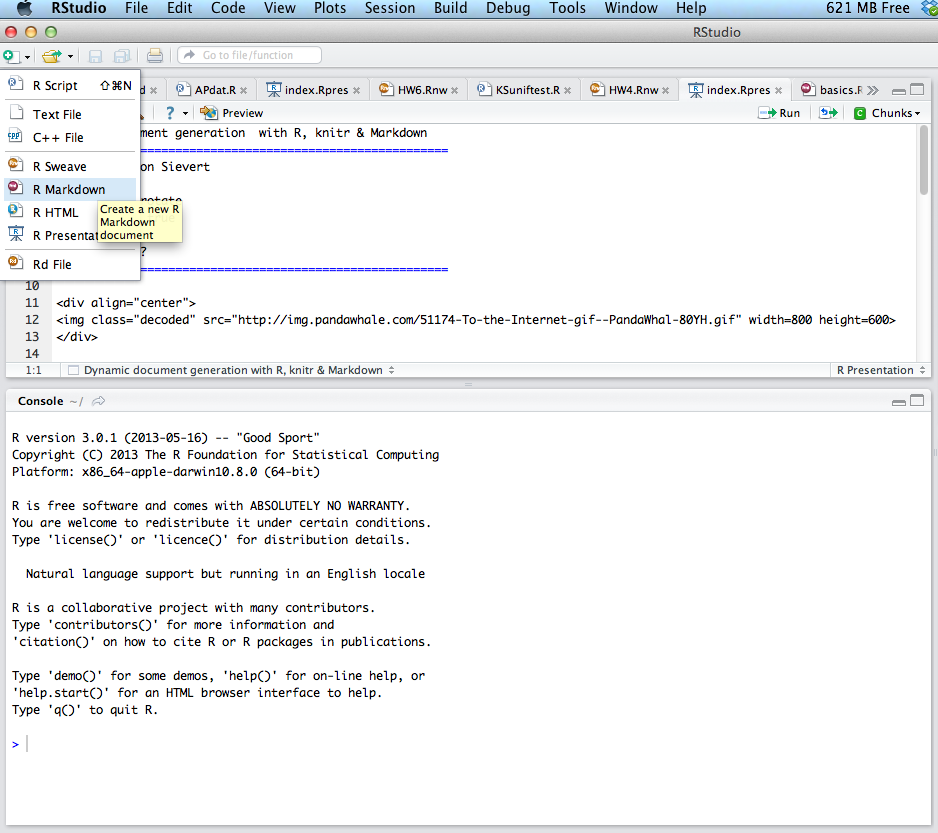 RStudio File Edit Code View Plots Session Build Debug Tools Window Help 621 MB Free
RStudio
Go to file/function
R Script ⇧⌘N
Text File
C++ File
R Sweave
R Markdown
R HTML
R Presentat
Rd File
Create a new R
Markdown
document
d APdat.R index.Rpres HW6.Rnw KSuniftest.R HW4.Rnw index.Rpres basics.R
Preview Run Chunks
ment generation with R, knitr & Markdown
=============================================
on Sievert
?
=============================================
10
11 <div align="center">
12 <img class="decoded" src="http://img.pandawhale.com/51174-To-the-Internet-gif--PandaWhal-80YH.gif" width=800 height=600>
13 </div>
14
1:1 Dynamic document generation with R, knitr & Markdown R Presentation
Console ~/
R version 3.0.1 (2013-05-16) -- "Good Sport"
Copyright (C) 2013 The R Foundation for Statistical Computing
Platform: x86_64-apple-darwin10.8.0 (64-bit)
R is free software and comes with ABSOLUTELY NO WARRANTY.
You are welcome to redistribute it under certain conditions.
Type 'license()' or 'licence()' for distribution details.
Natural language support but running in an English locale
R is a collaborative project with many contributors.
Type 'contributors()' for more information and
'citation()' on how to cite R or R packages in publications.
Type 'demo()' for some demos, 'help()' for on-line help, or
'help.start()' for an HTML browser interface to help.
Type 'q()' to quit R.
>